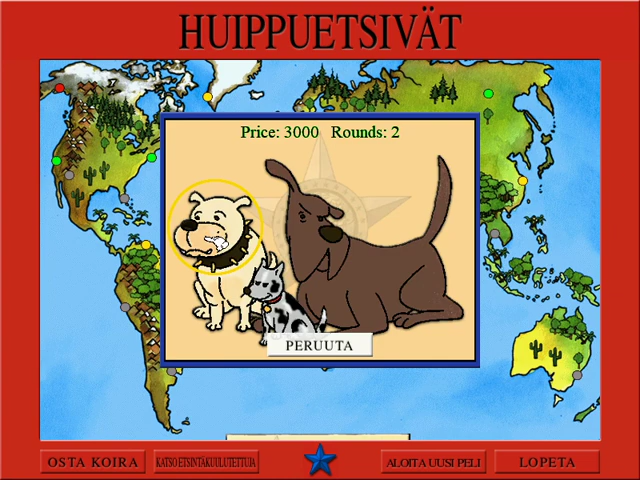 HUIPPUETSIVÄT
Price: 3000 Rounds: 2
PERUUTA
OSTA KOIRA
KATSO ETSINTÄKUULUTETTUJA
ALOITA UUSI PELI
LOPETA